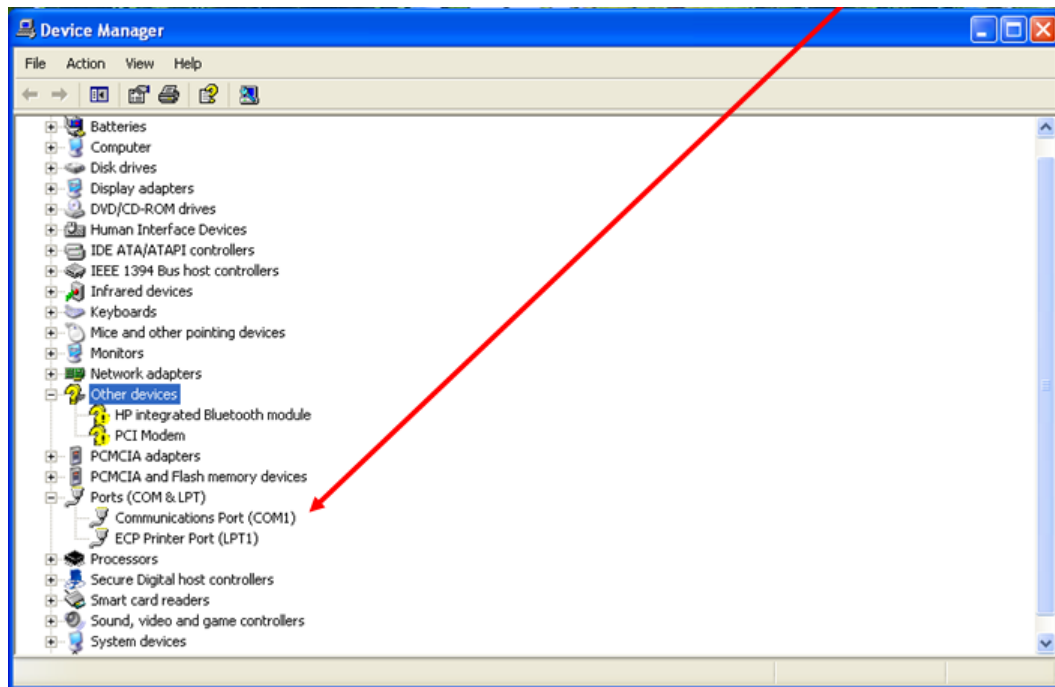 Device Manager
File Action View Help
Batteries
Computer
Disk drives
Display adapters
DVD/CD-ROM drives
Human Interface Devices
IDE ATA/ATAPI controllers
IEEE 1394 Bus host controllers
Infrared devices
Keyboards
Mice and other pointing devices
Monitors
Network adapters
Other devices
HP integrated Bluetooth module
PCI Modem
PCMCIA adapters
PCMCIA and Flash memory devices
Ports (COM & LPT)
Communications Port (COM1)
ECP Printer Port (LPT1)
Processors
Secure Digital host controllers
Smart card readers
Sound, video and game controllers
System devices